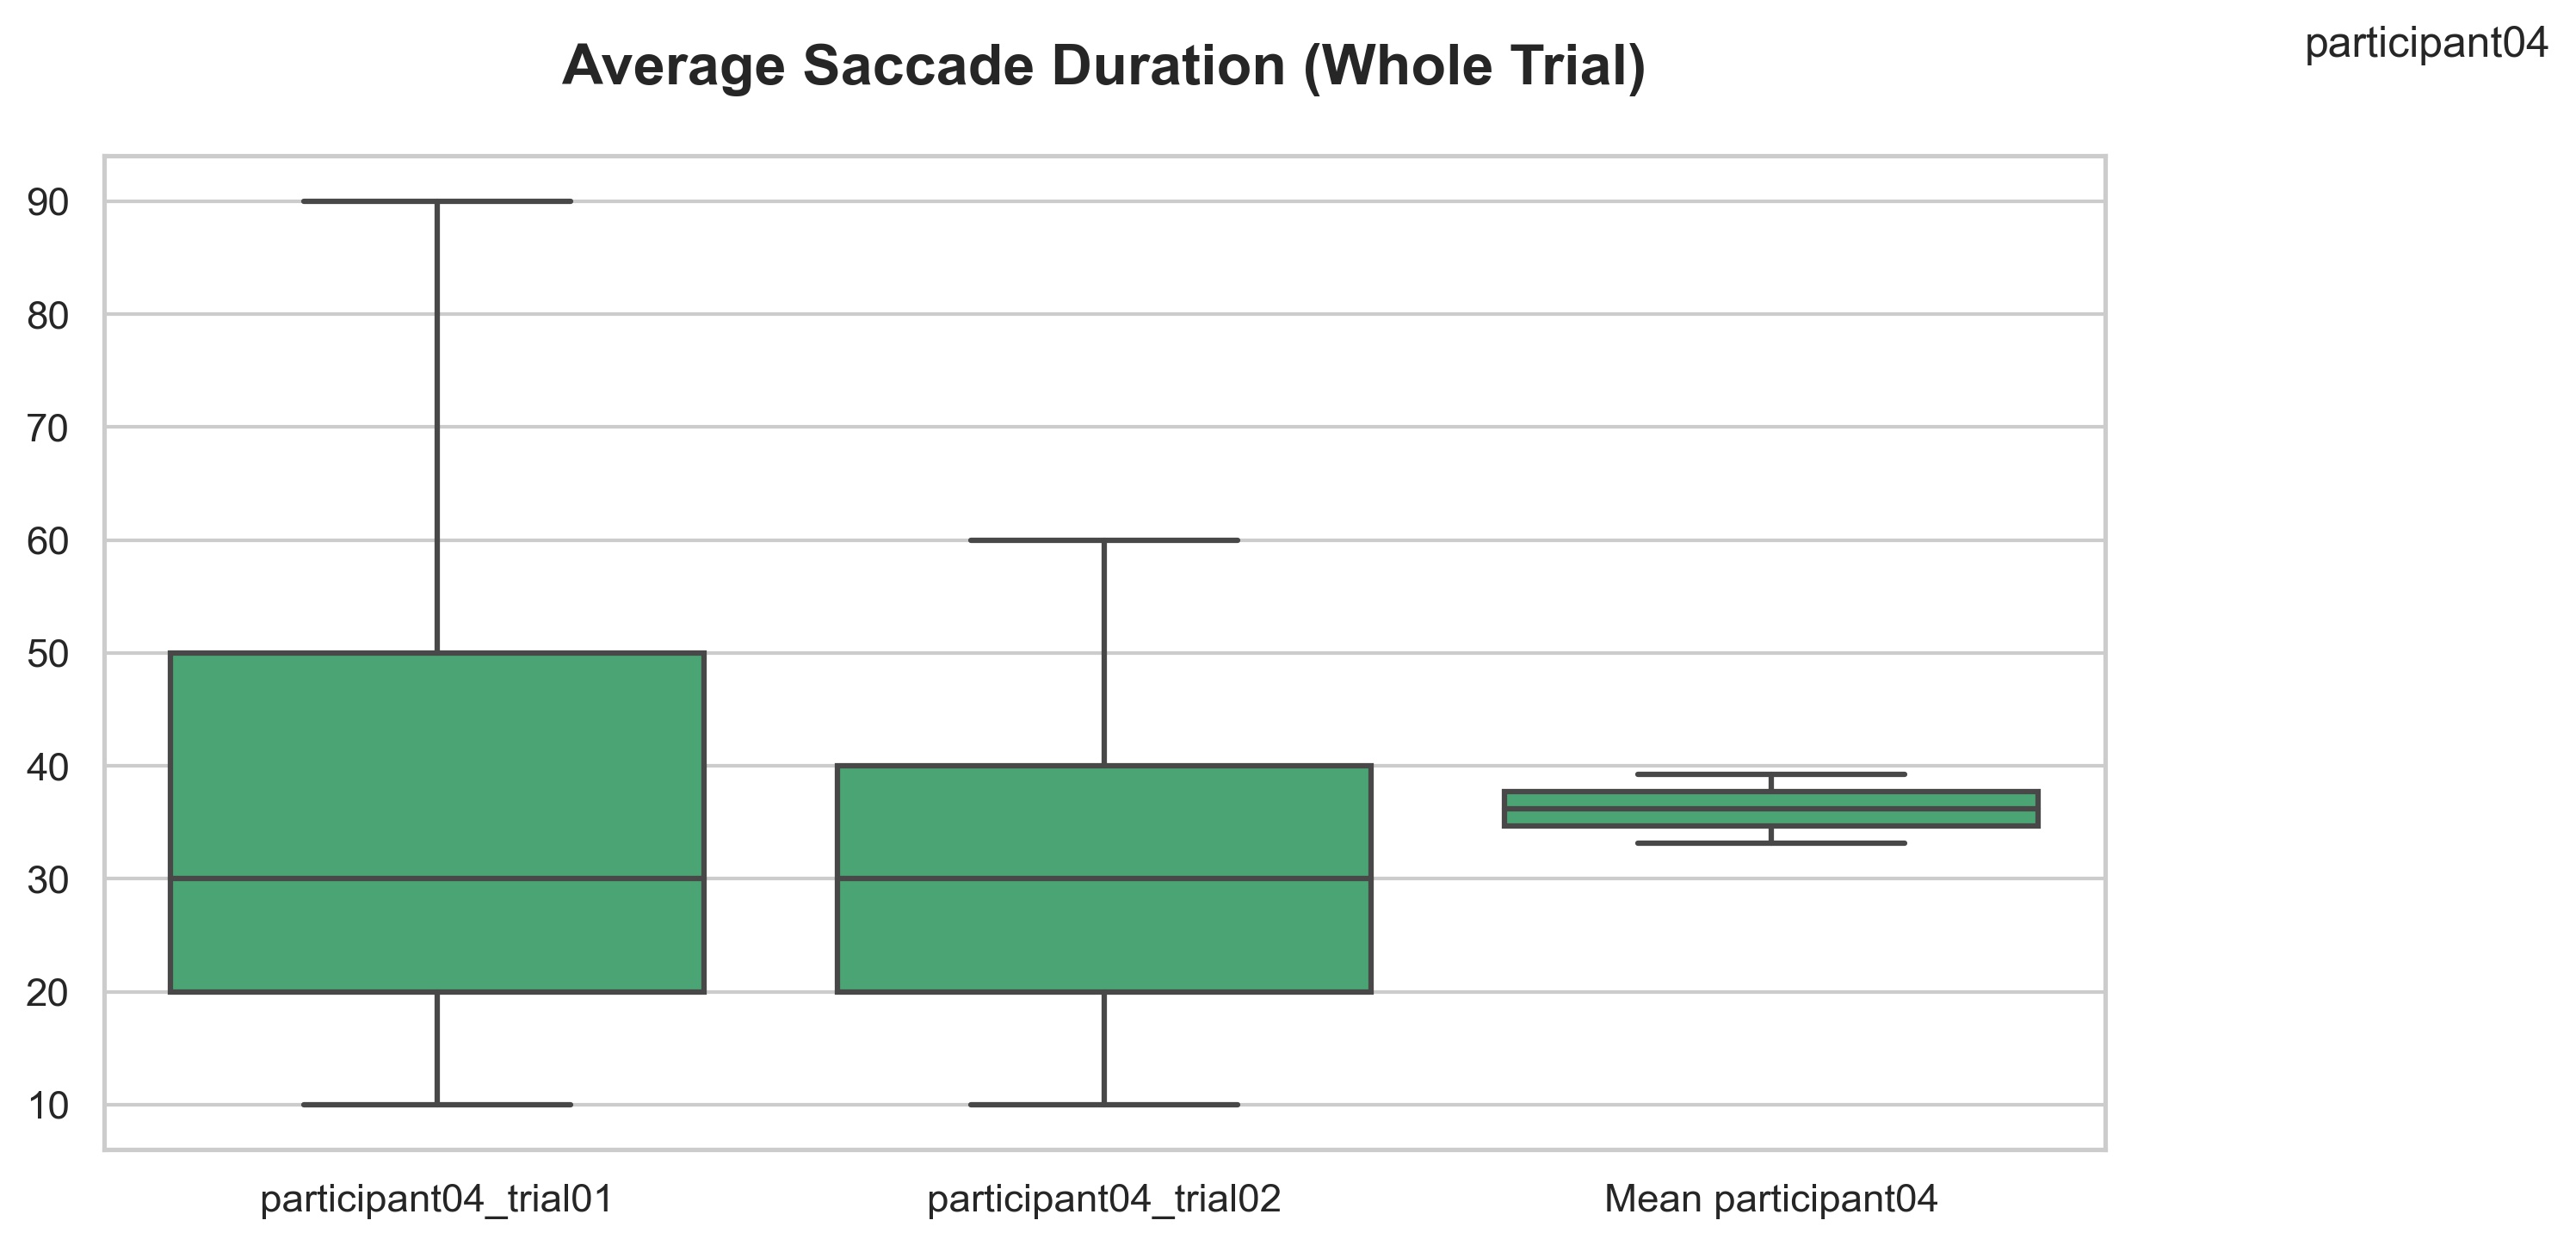 participant04
Average Saccade Duration (Whole Trial)
90
80
70
60
50
40
30
20
10
participant04_trial01
participant04_trial02
Mean participant04